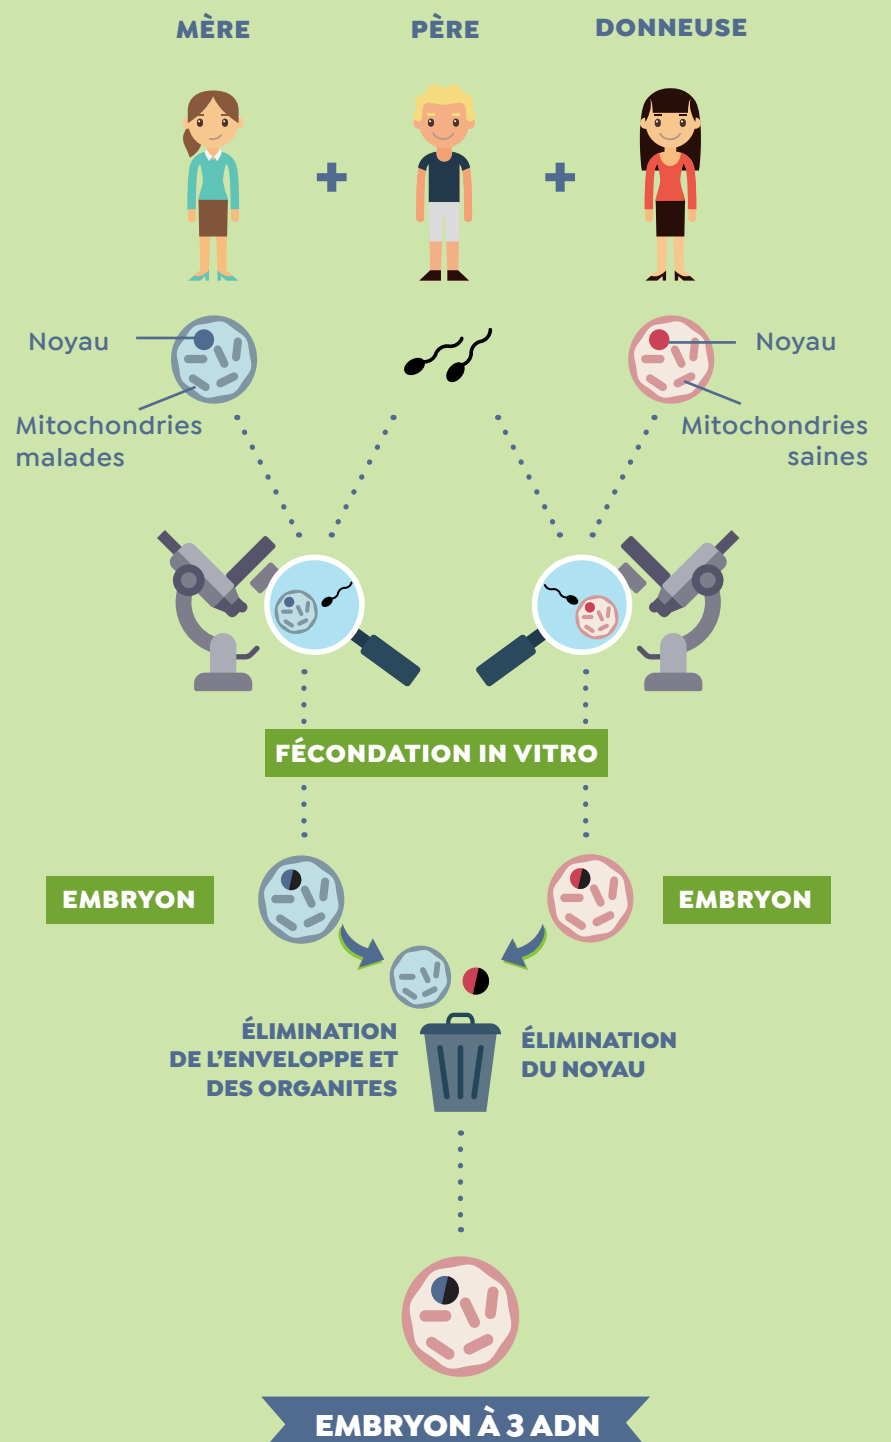 MÈRE
PÈRE
DONNEUSE
Noyau
Noyau
Mitochondries
malades
Mitochondries
saines
FÉCONDATION IN VITRO
EMBRYON
EMBRYON
ÉLIMINATION
DE L’ENVELOPPE ET
DES ORGANITES
ÉLIMINATION
DU NOYAU
EMBRYON À 3 ADN